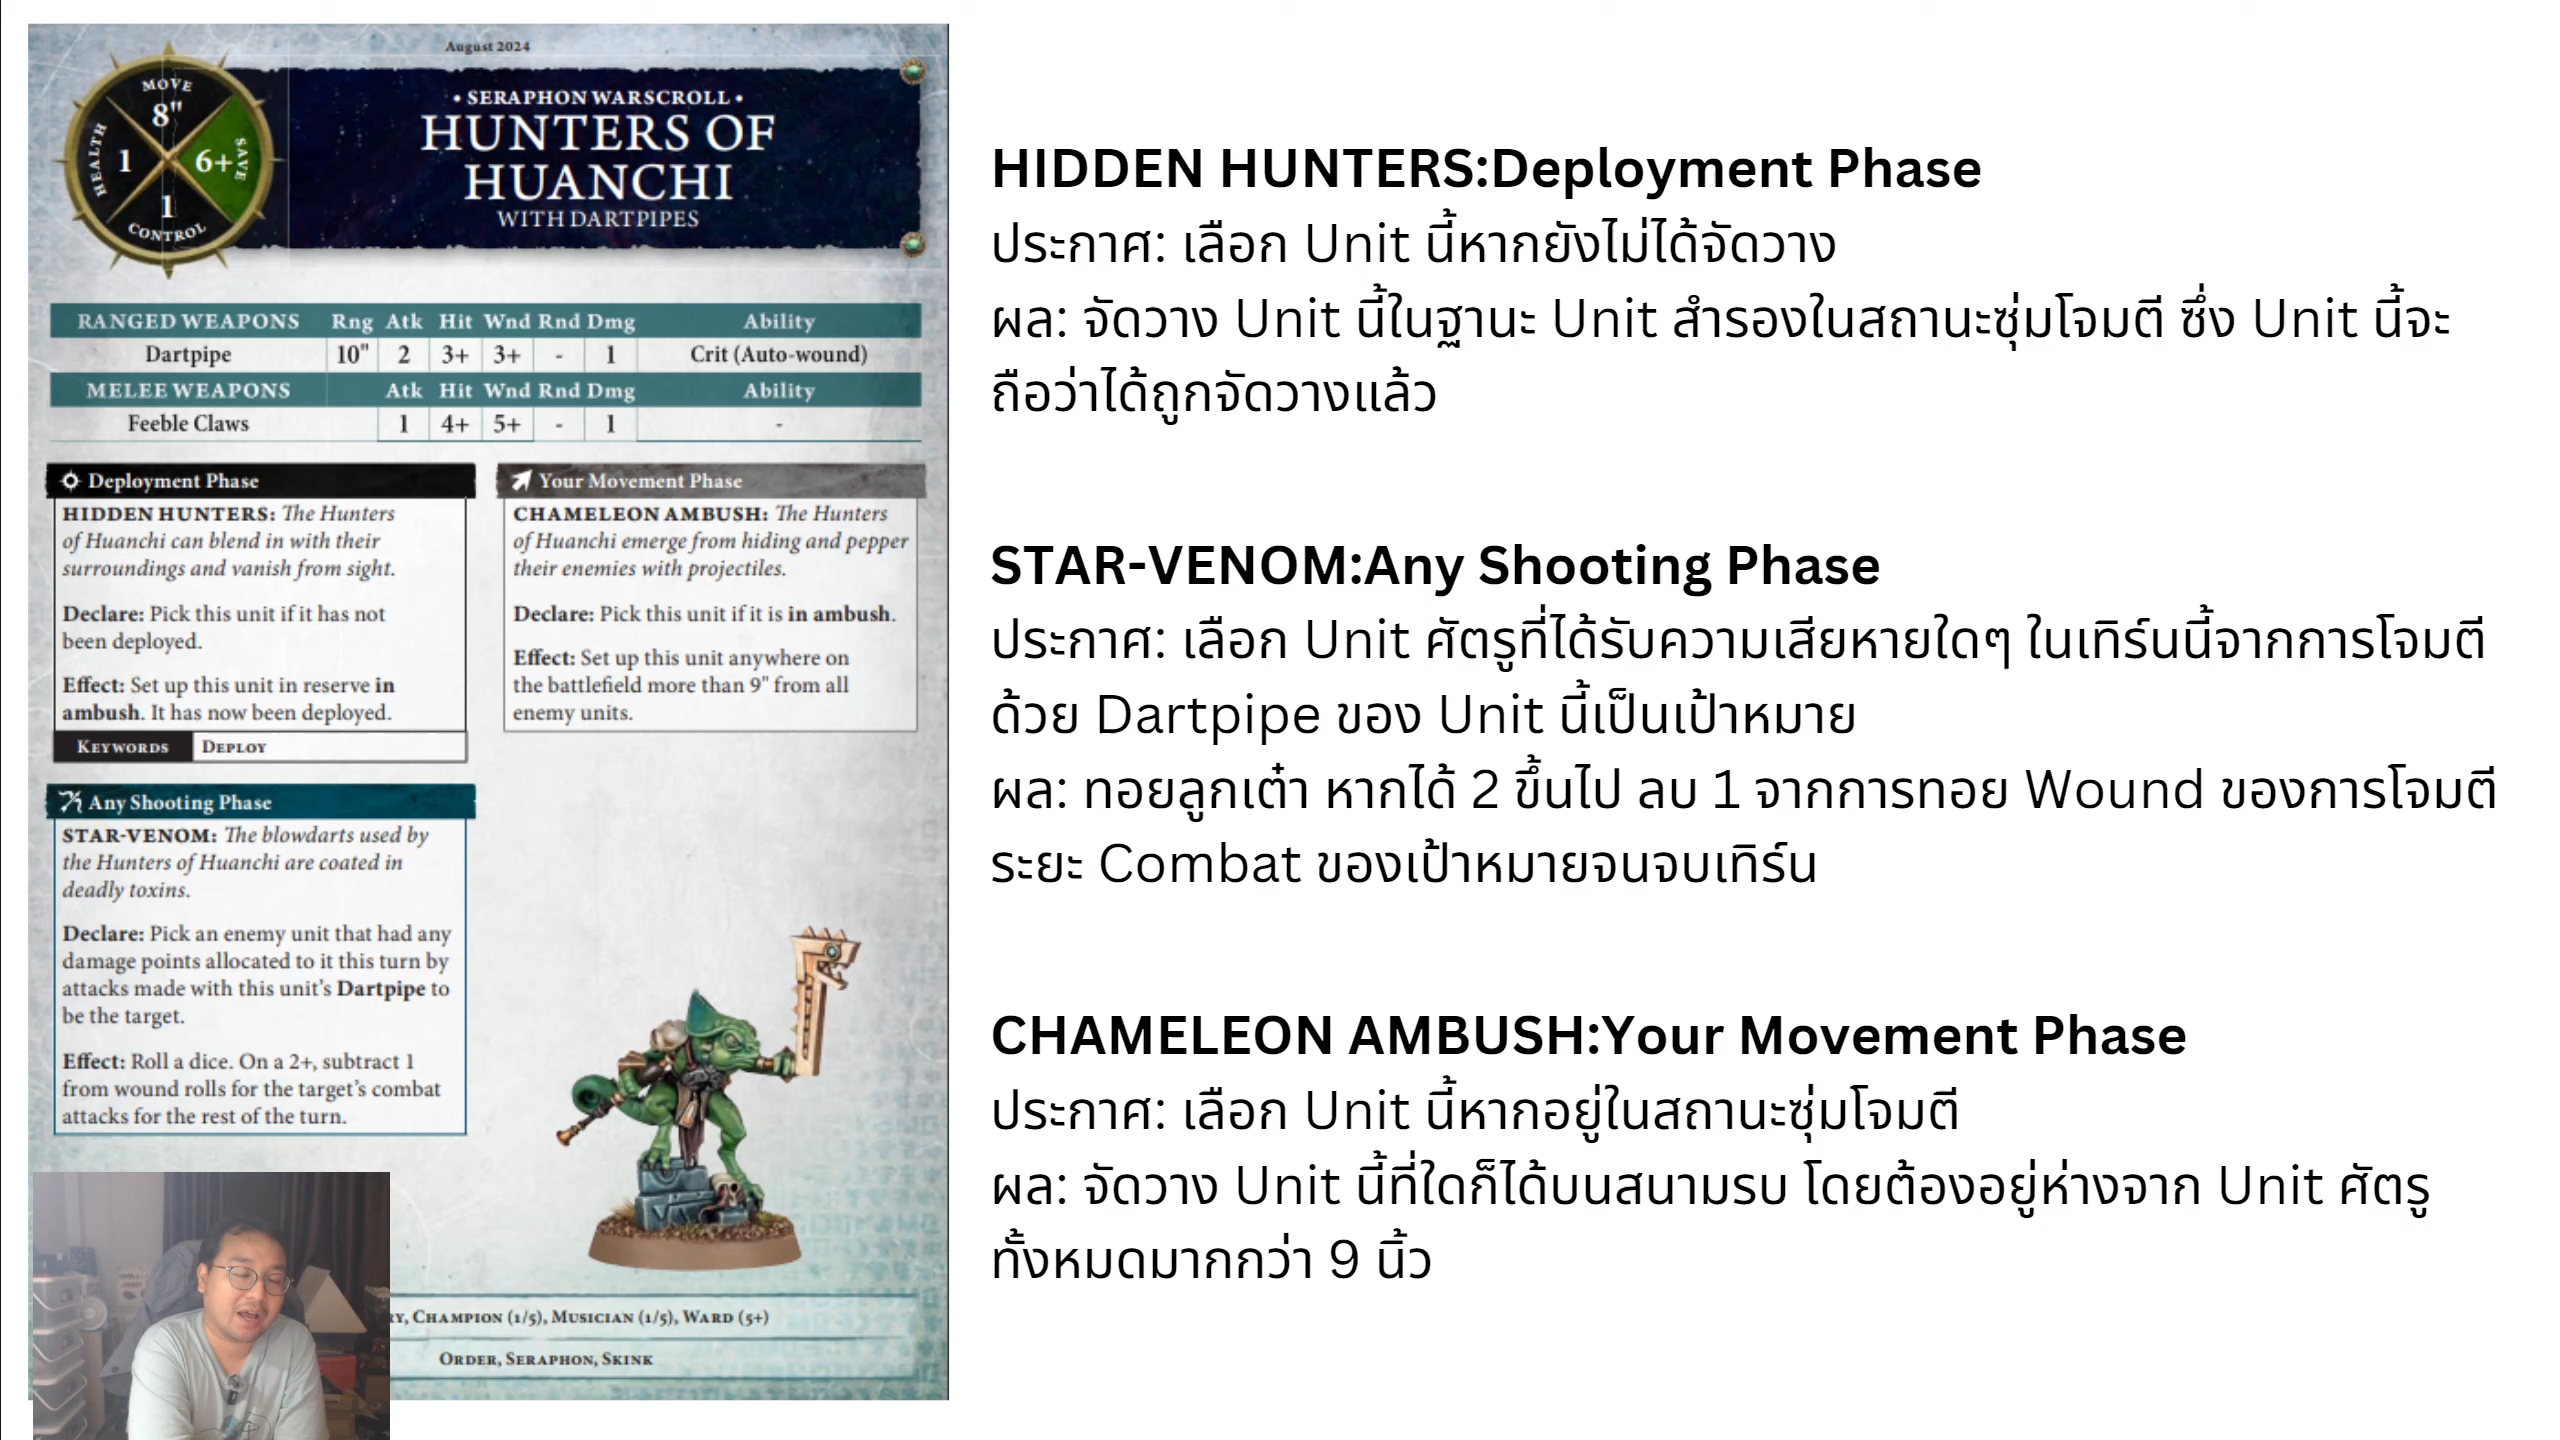 August 2024
MOVE
8"
HEALTH
1
6+
SAVE
1
CONTROL
• SERAPHON WARSCROLL •
HUNTERS OF
HUANCHI
WITH DARTPIPES
RANGED WEAPONS Rng Atk Hit Wnd Rnd Dmg Ability
Dartpipe 10" 2 3+ 3+ - 1 Crit (Auto-wound)
MELEE WEAPONS Atk Hit Wnd Rnd Dmg Ability
Feeble Claws 1 4+ 5+ - 1 -
Deployment Phase
HIDDEN HUNTERS: The Hunters
of Huanchi can blend in with their
surroundings and vanish from sight.
Declare: Pick this unit if it has not
been deployed.
Effect: Set up this unit in reserve in
ambush. It has now been deployed.
KEYWORDS DEPLOY
Your Movement Phase
CHAMELEON AMBUSH: The Hunters
of Huanchi emerge from hiding and pepper
their enemies with projectiles.
Declare: Pick this unit if it is in ambush.
Effect: Set up this unit anywhere on
the battlefield more than 9" from all
enemy units.
Any Shooting Phase
STAR-VENOM: The blowdarts used by
the Hunters of Huanchi are coated in
deadly toxins.
Declare: Pick an enemy unit that had any
damage points allocated to it this turn by
attacks made with this unit's Dartpipe to
be the target.
Effect: Roll a dice. On a 2+, subtract 1
from wound rolls for the target's combat
attacks for the rest of the turn.
CHAMPION (1/5), MUSICIAN (1/5), WARD (5+)
ORDER, SERAPHON, SKINK
HIDDEN HUNTERS:Deployment Phase
ประกาศ: เลือก Unit นี้หากยังไม่ได้จัดวาง
ผล: จัดวาง Unit นี้ในฐานะ Unit สำรองในสถานะซุ่มโจมตี ซึ่ง Unit นี้จะ
ถือว่าได้ถูกจัดวางแล้ว
STAR-VENOM:Any Shooting Phase
ประกาศ: เลือก Unit ศัตรูที่ได้รับความเสียหายใดๆ ในเทิร์นนี้จากการโจมตี
ด้วย Dartpipe ของ Unit นี้เป็นเป้าหมาย
ผล: ทอยลูกเต๋า หากได้ 2 ขึ้นไป ลบ 1 จากการทอย Wound ของการโจมตี
ระยะ Combat ของเป้าหมายจนจบเทิร์น
CHAMELEON AMBUSH:Your Movement Phase
ประกาศ: เลือก Unit นี้หากอยู่ในสถานะซุ่มโจมตี
ผล: จัดวาง Unit นี้ที่ใดก็ได้บนสนามรบ โดยต้องอยู่ห่างจาก Unit ศัตรู
ทั้งหมดมากกว่า 9 นิ้ว